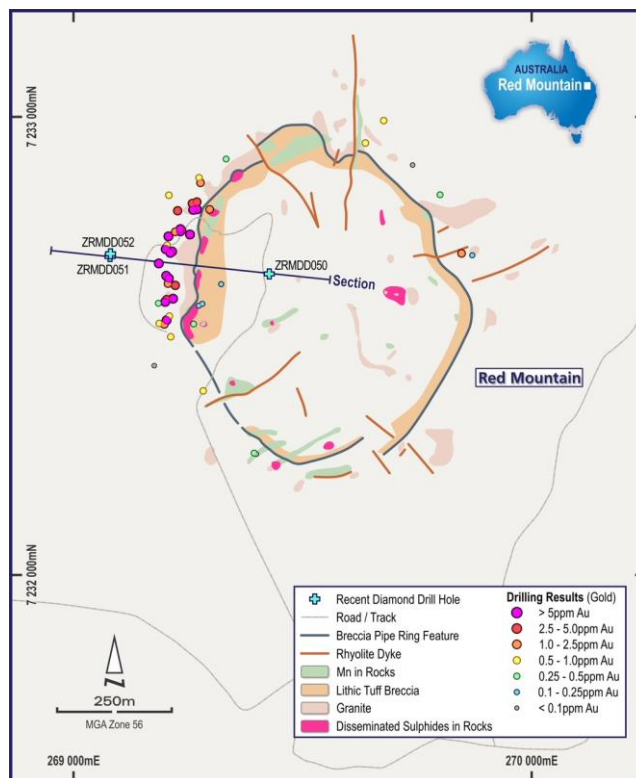 AUSTRALIA
Red Mountain
7 233 000mN
ZRMDD052
ZRMDD051
ZRMDD050
Section
Red Mountain
7 232 000mN
N
250m
MGA Zone 56
269 000mE
270 000mE
Recent Diamond Drill Hole
Road / Track
Breccia Pipe Ring Feature
Rhyolite Dyke
Mn in Rocks
Lithic Tuff Breccia
Granite
Disseminated Sulphides in Rocks
Drilling Results (Gold)
> 5ppm Au
2.5 - 5.0ppm Au
1.0 - 2.5ppm Au
0.5 - 1.0ppm Au
0.25 - 0.5ppm Au
0.1 - 0.25ppm Au
< 0.1ppm Au